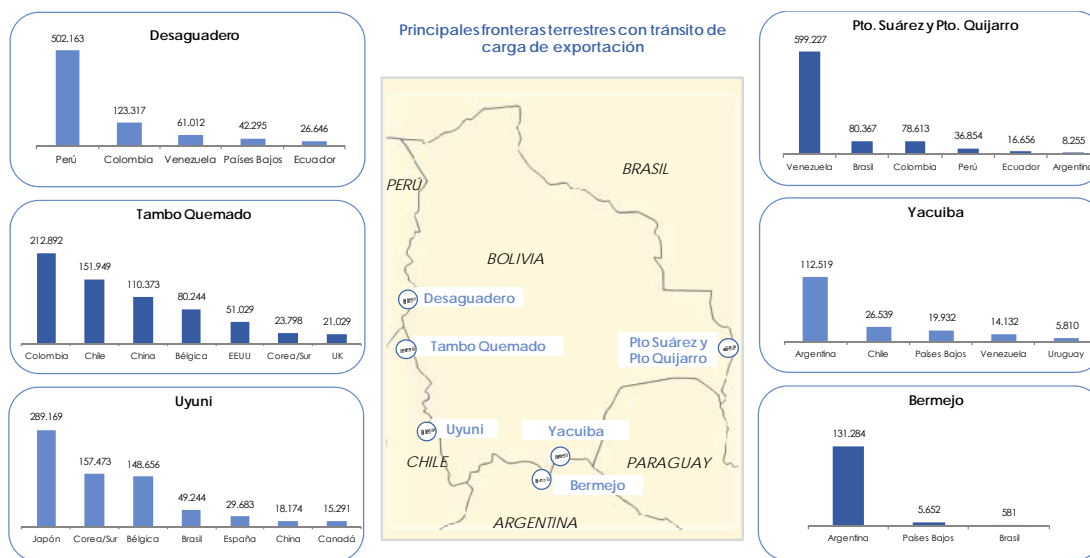 Principales fronteras terrestres con tránsito de
carga de exportación
Desaguadero
502.163
123.317
61.012
42.295
26.646
Perú Colombia Venezuela Países Bajos Ecuador
Tambo Quemado
212.892
151.949
110.373
80.244
51.029
23.798
21.029
Colombia Chile China Bélgica EEUU Corea/Sur UK
Uyuni
289.169
157.473
148.656
49.244
29.683
18.174
15.291
Japón Corea/Sur Bélgica Brasil España China Canadá
PERÚ
BRASIL
BOLIVIA
Desaguadero
Tambo Quemado
Pto Suárez y
Pto Quijarro
Uyuni
Yacuiba
CHILE
PARAGUAY
Bermejo
ARGENTINA
Pto. Suárez y Pto. Quijarro
599.227
80.367
78.613
36.854
16.656
8.255
Venezuela Brasil Colombia Perú Ecuador Argentina
Yacuiba
112.519
26.539
19.932
14.132
5.810
Argentina Chile Países Bajos Venezuela Uruguay
Bermejo
131.284
5.652
581
Argentina Países Bajos Brasil